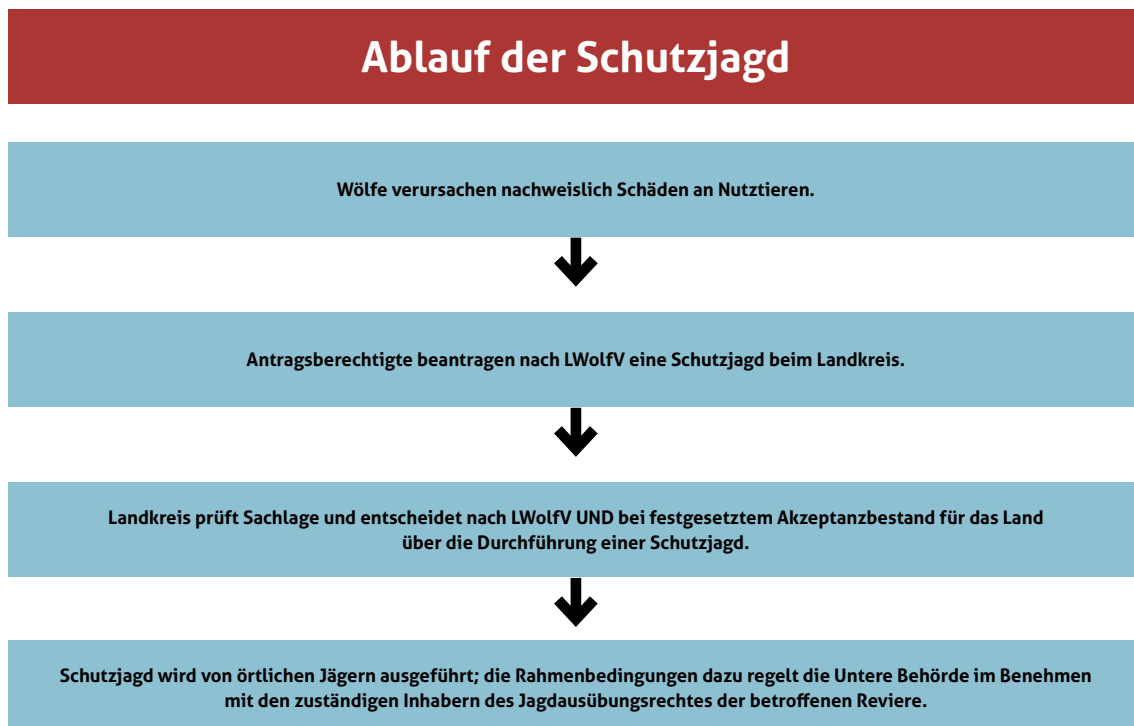 Ablauf der Schutzjagd
Wölfe verursachen nachweislich Schäden an Nutztieren.
Antragsberechtigte beantragen nach LWolfV eine Schutzjagd beim Landkreis.
Landkreis prüft Sachlage und entscheidet nach LWolfV UND bei festgesetztem Akzeptanzbestand für das Land
über die Durchführung einer Schutzjagd.
Schutzjagd wird von örtlichen Jägern ausgeführt; die Rahmenbedingungen dazu regelt die Untere Behörde im Benehmen
mit den zuständigen Inhabern des Jagdausübungsrechtes der betroffenen Reviere.